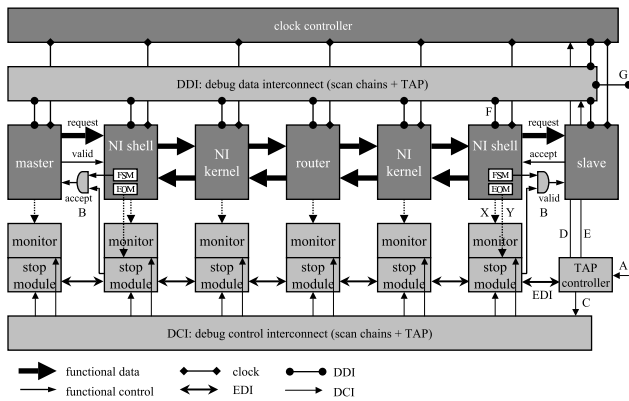 clock controller
G
DDI: debug data interconnect (scan chains + TAP)
F
request
request
master
valid
NI shell
NI kernel
router
NI kernel
NI shell
accept
slave
FSM
EOM
FSM
EOM
accept
B
valid
B
X
Y
D
E
monitor
monitor
monitor
monitor
monitor
monitor
stop module
stop module
stop module
stop module
stop module
stop module
EDI
TAP controller
A
C
DCI: debug control interconnect (scan chains + TAP)
functional data
clock
DDI
functional control
EDI
DCI